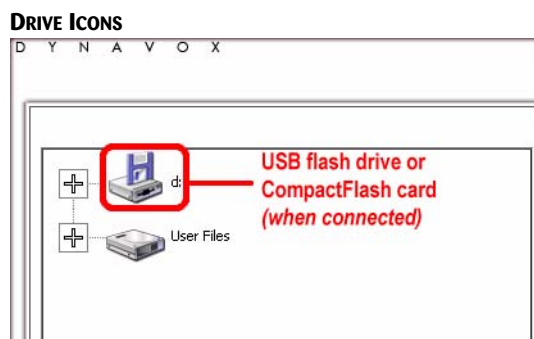 DRIVE ICONS
D Y N A V O X
d:
USB flash drive or
CompactFlash card
(when connected)
User Files